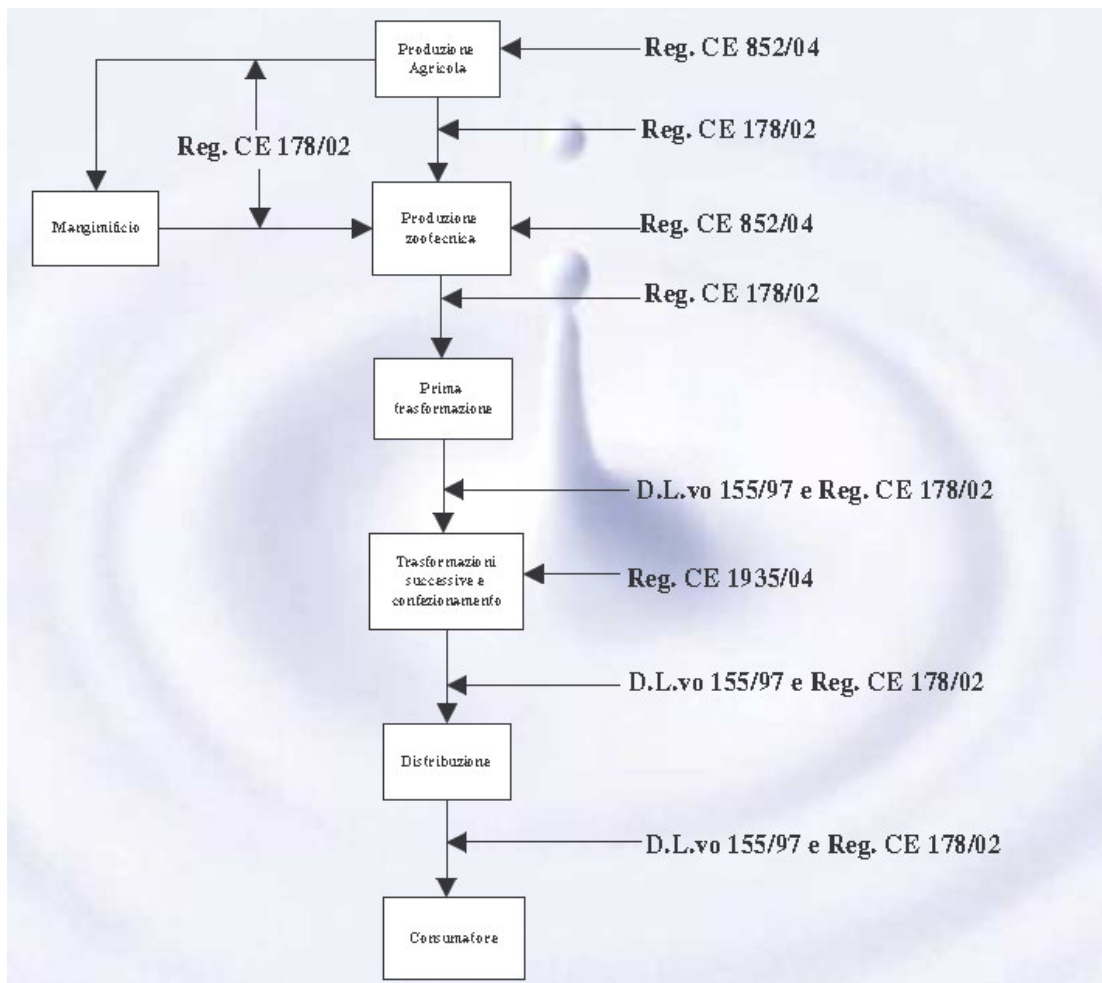 Produzione
Agricola
Reg. CE 852/04
Reg. CE 178/02
Reg. CE 178/02
Mangimificio
Produzione
zootecnica
Reg. CE 852/04
Reg. CE 178/02
Prima
trasformazione
D.L.vo 155/97 e Reg. CE 178/02
Trasformazioni
successive e
confezionamento
Reg. CE 1935/04
D.L.vo 155/97 e Reg. CE 178/02
Distribuzione
D.L.vo 155/97 e Reg. CE 178/02
Consumatore